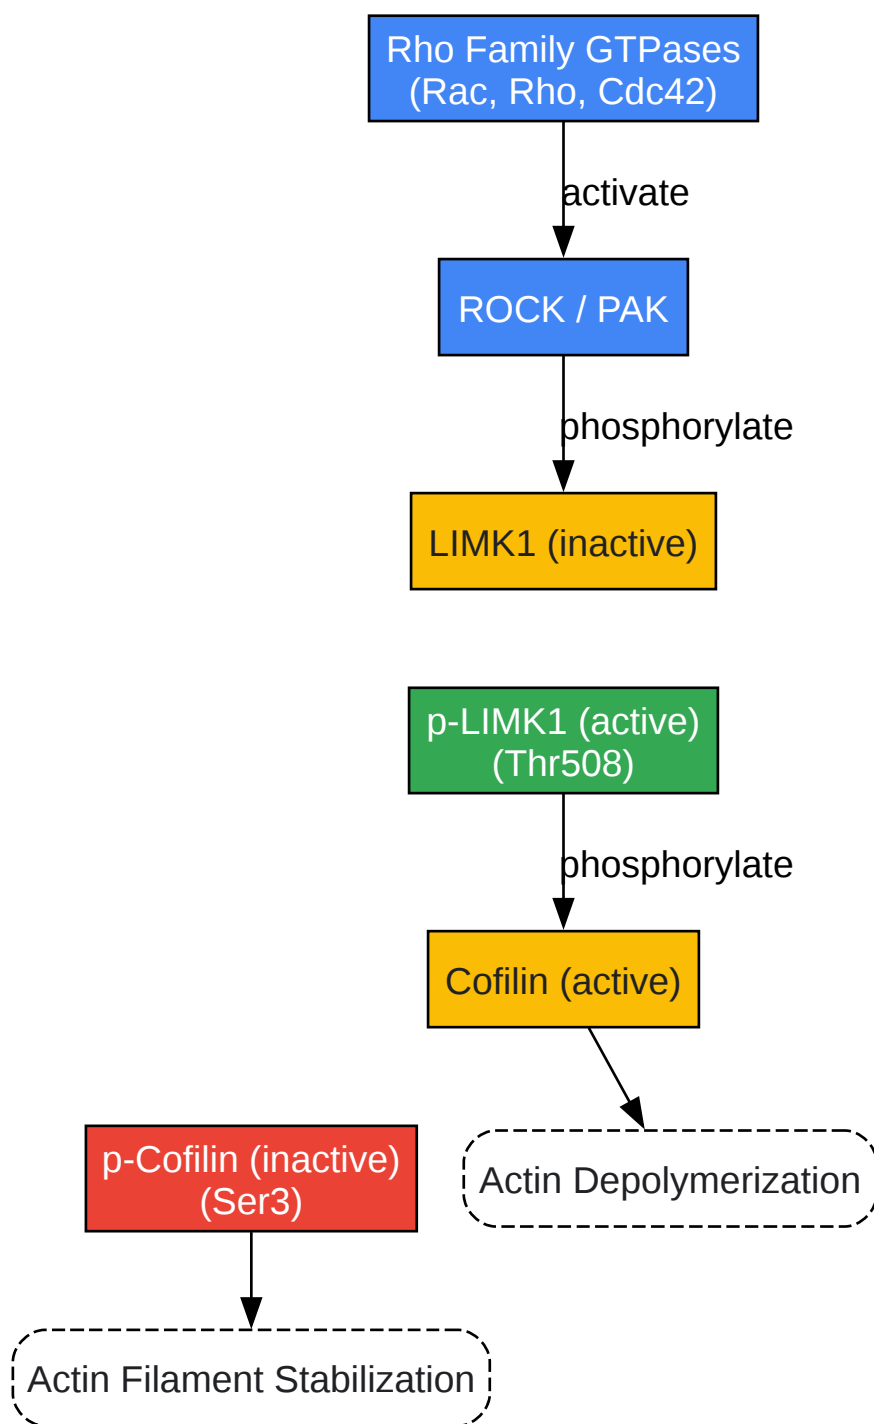 Rho Family GTPases
(Rac, Rho, Cdc42)
activate
ROCK / PAK
phosphorylate
LIMK1 (inactive)
p-LIMK1 (active)
(Thr508)
phosphorylate
Cofilin (active)
p-Cofilin (inactive)
(Ser3)
Actin Depolymerization
Actin Filament Stabilization